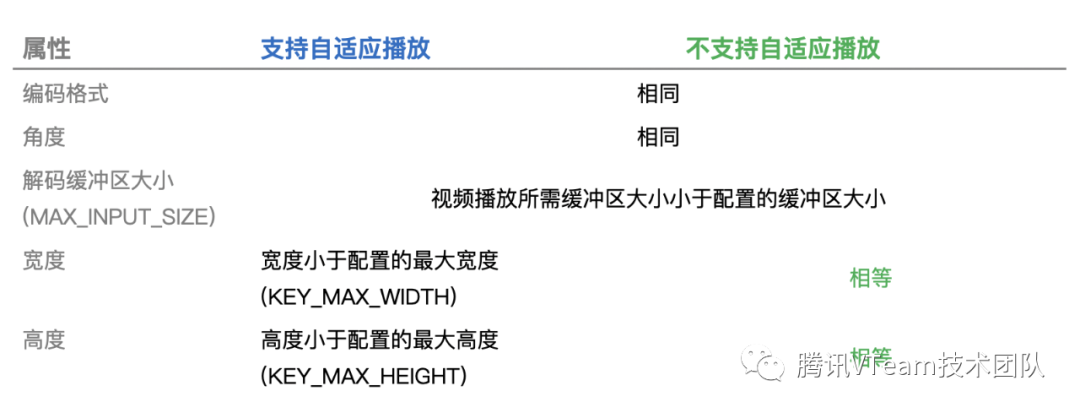 属性 支持自适应播放 不支持自适应播放
编码格式 相同
角度 相同
解码缓冲区大小
(MAX_INPUT_SIZE) 视频播放所需缓冲区大小小于配置的缓冲区大小
宽度 宽度小于配置的最大宽度
(KEY_MAX_WIDTH) 相等
高度 高度小于配置的最大高度
(KEY_MAX_HEIGHT) 相等
腾讯VTeam技术团队